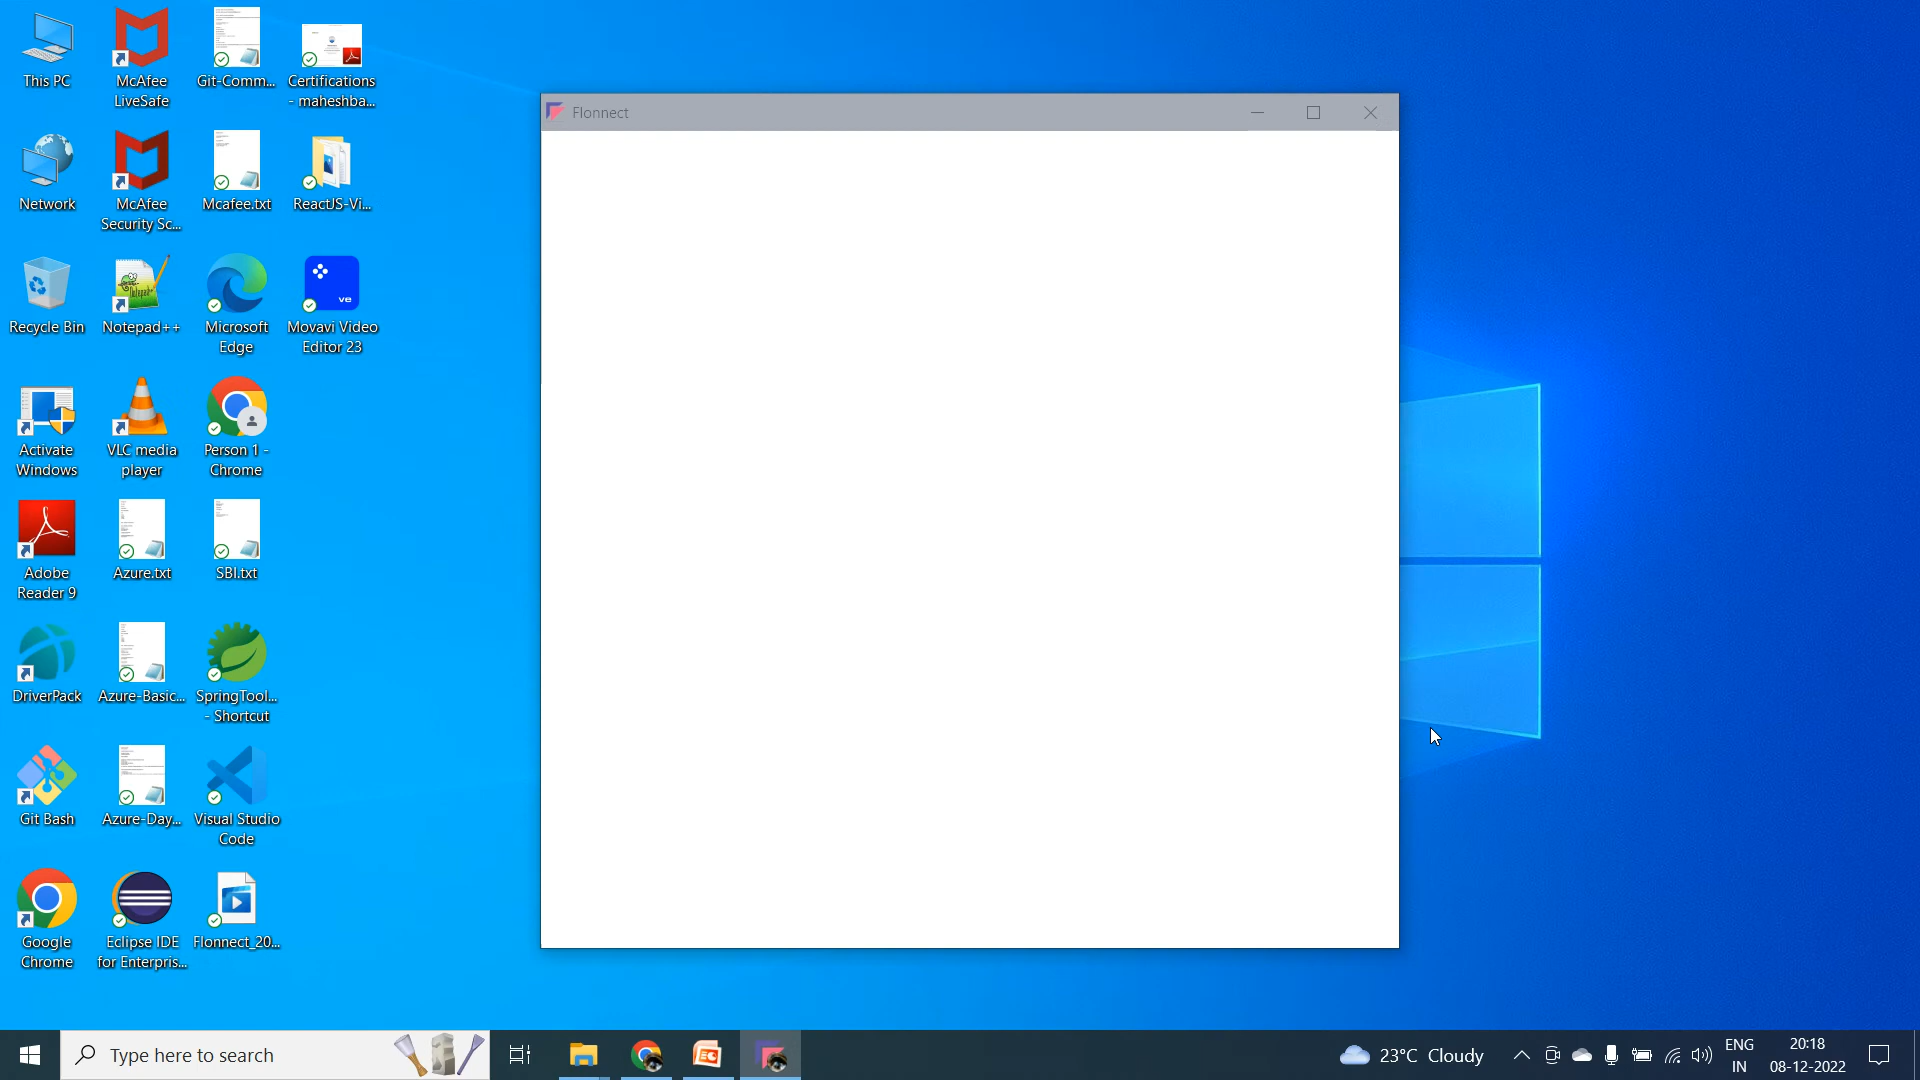 This PC
McAfee
LiveSafe
Git-Comm...
Certifications
- maheshba...
Network
McAfee
Security Sc...
Mcafee.txt
ReactJS-Vi...
Recycle Bin
Notepad++
Microsoft
Edge
ve
Movavi Video
Editor 23
Activate
Windows
VLC media
player
Person 1 -
Chrome
Adobe
Reader 9
Azure.txt
SBI.txt
DriverPack
Azure-Basic...
SpringTool...
- Shortcut
Git Bash
Azure-Day...
Visual Studio
Code
Google
Chrome
Eclipse IDE
for Enterpris...
Flonnect_20...
Flonnect
Type here to search
23°C Cloudy
ENG
IN
20:18
08-12-2022